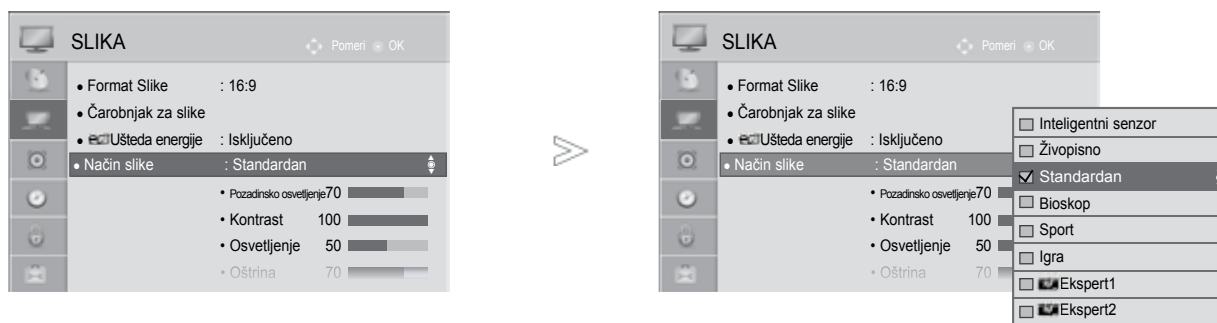 SLIKA
Pomeri OK
• Format Slike : 16:9
• Čarobnjak za slike
• Ušteda energije : Isključeno
• Način slike : Standardan
• Pozadinsko osvetljenje 70
• Kontrast 100
• Osvetljenje 50
• Oštrina 70
>
SLIKA
Pomeri OK
• Format Slike : 16:9
• Čarobnjak za slike
• Ušteda energije : Isključeno
• Način slike : Standardan
• Pozadinsko osvetljenje 70
• Kontrast 100
• Osvetljenje 50
• Oštrina 70
Inteligentni senzor
Živopisno
Standardan
Bioskop
Sport
Igra
Ekspert1
Ekspert2